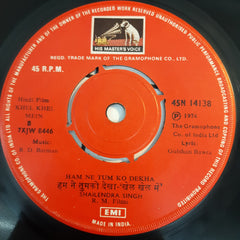 HIS MASTER'S VOICE
REGD. TRADE MARK OF THE GRAMOPHONE CO. LTD.
45 R.P.M.
45N 14138
Hindi Film
KHEL KHEL
MEIN
B
7XJW 8446
Music:
R. D. Burman
℗ 1974
The Gramophone
Co. of India Ltd.
Lyric:
Gulshan Bawra
HAM NE TUM KO DEKHA
हम ने तुमको देखा-'खेल खेल में'
SHAILENDRA SINGH
R. M. Films
EMI
MADE IN INDIA.